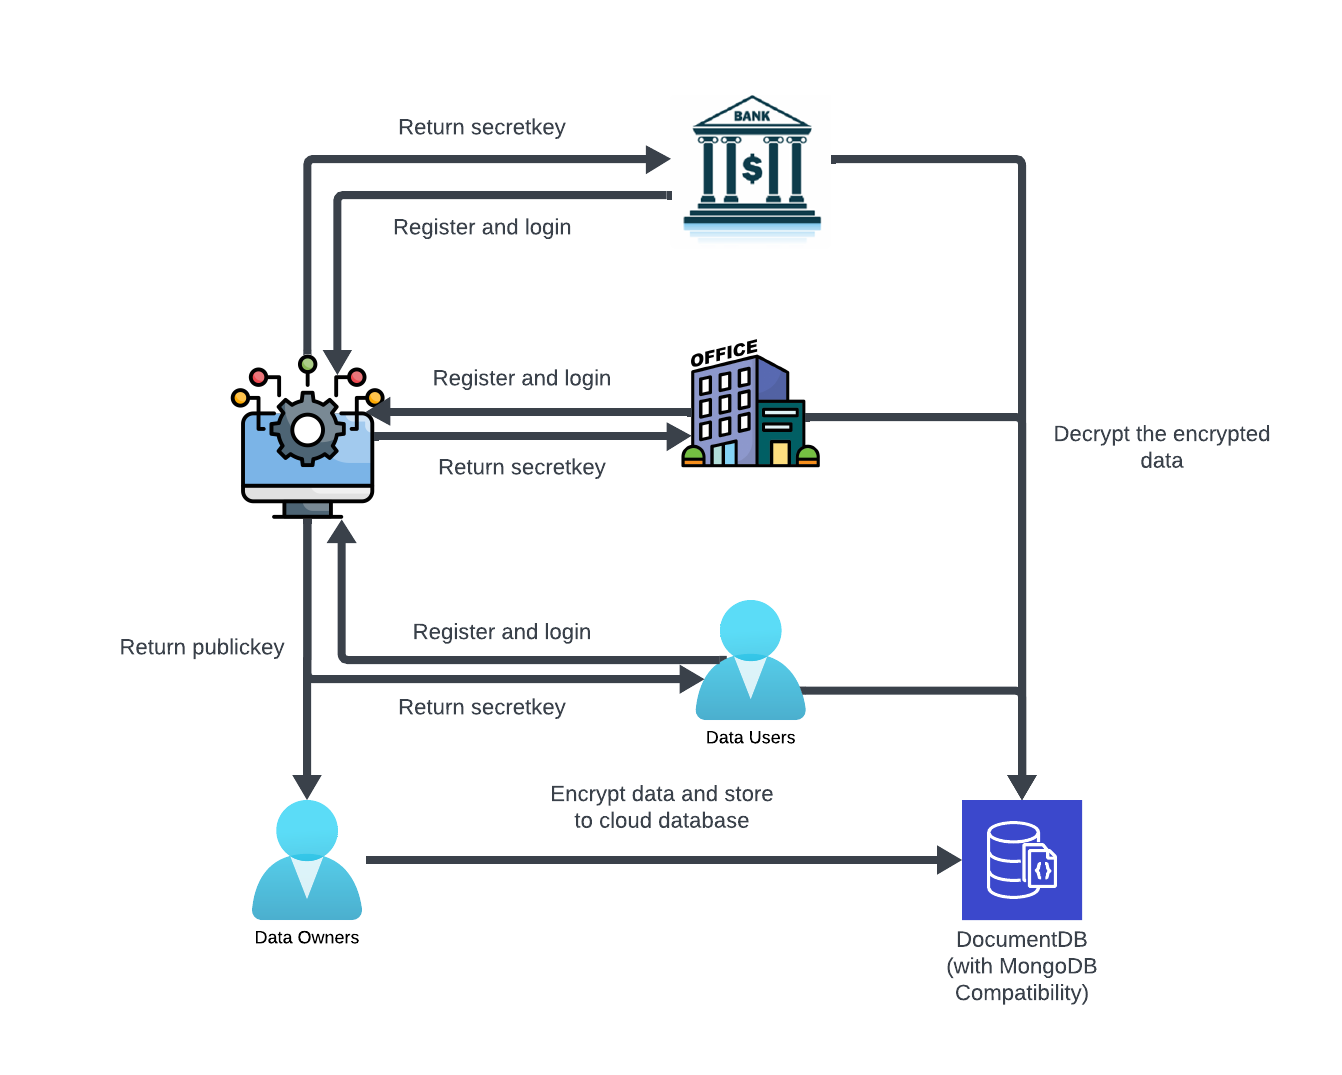 Return secretkey
BANK
$
Register and login
OFFICE
Register and login
Return secretkey
Decrypt the encrypted
data
Register and login
Return publickey
Return secretkey
Data Users
Encrypt data and store
to cloud database
{}
Data Owners
DocumentDB
(with MongoDB
Compatibility)